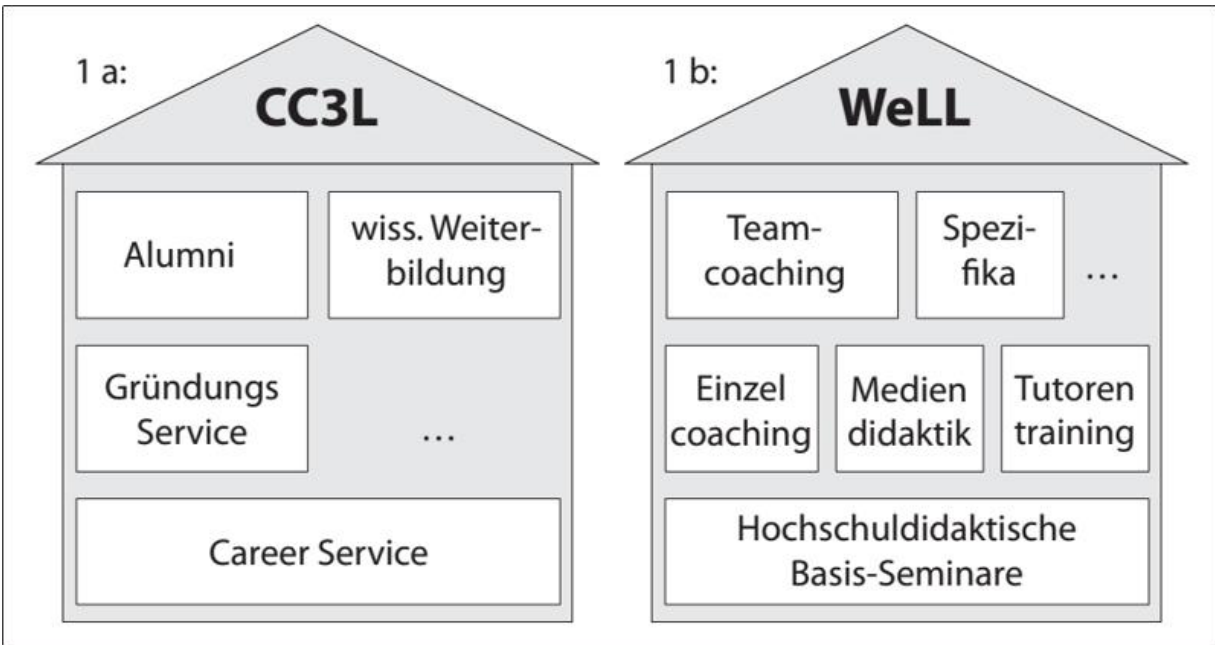 1 a:
CC3L
Alumni
wiss. Weiter-
bildung
Gründungs
Service
...
Career Service
1 b:
WeLL
Team-
coaching
Spezi-
fika
...
Einzel
coaching
Medien
didaktik
Tutoren
training
Hochschuldidaktische
Basis-Seminare